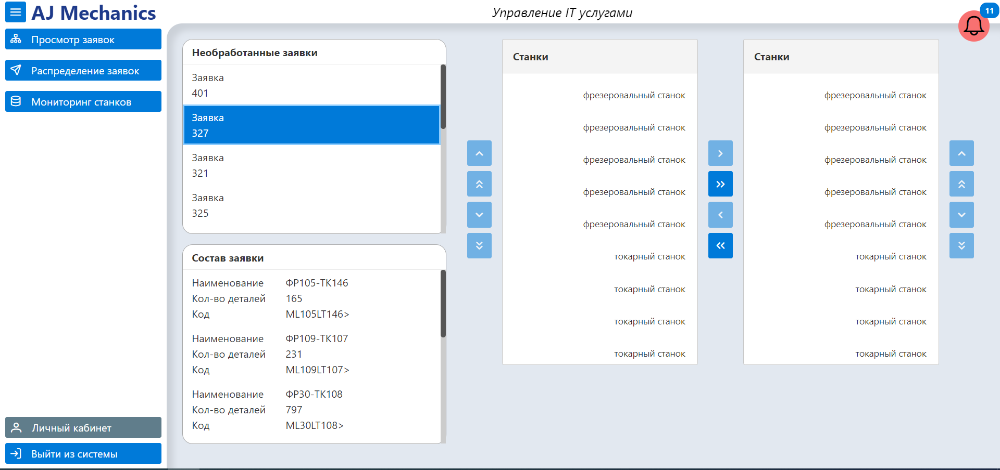 AJ Mechanics
Управление IT услугами
11
Просмотр заявок
Распределение заявок
Мониторинг станков
Личный кабинет
Выйти из системы
Необработанные заявки
Заявка
401
Заявка
327
Заявка
321
Заявка
325
Состав заявки
Наименование ФР105-ТК146
Кол-во деталей 165
Код ML105LT146>
Наименование ФР109-ТК107
Кол-во деталей 231
Код ML109LT107>
Наименование ФР30-ТК108
Кол-во деталей 797
Код ML30LT108>
Станки
фрезеровальный станок
фрезеровальный станок
фрезеровальный станок
фрезеровальный станок
фрезеровальный станок
токарный станок
токарный станок
токарный станок
токарный станок
Станки
фрезеровальный станок
фрезеровальный станок
фрезеровальный станок
фрезеровальный станок
фрезеровальный станок
токарный станок
токарный станок
токарный станок
токарный станок